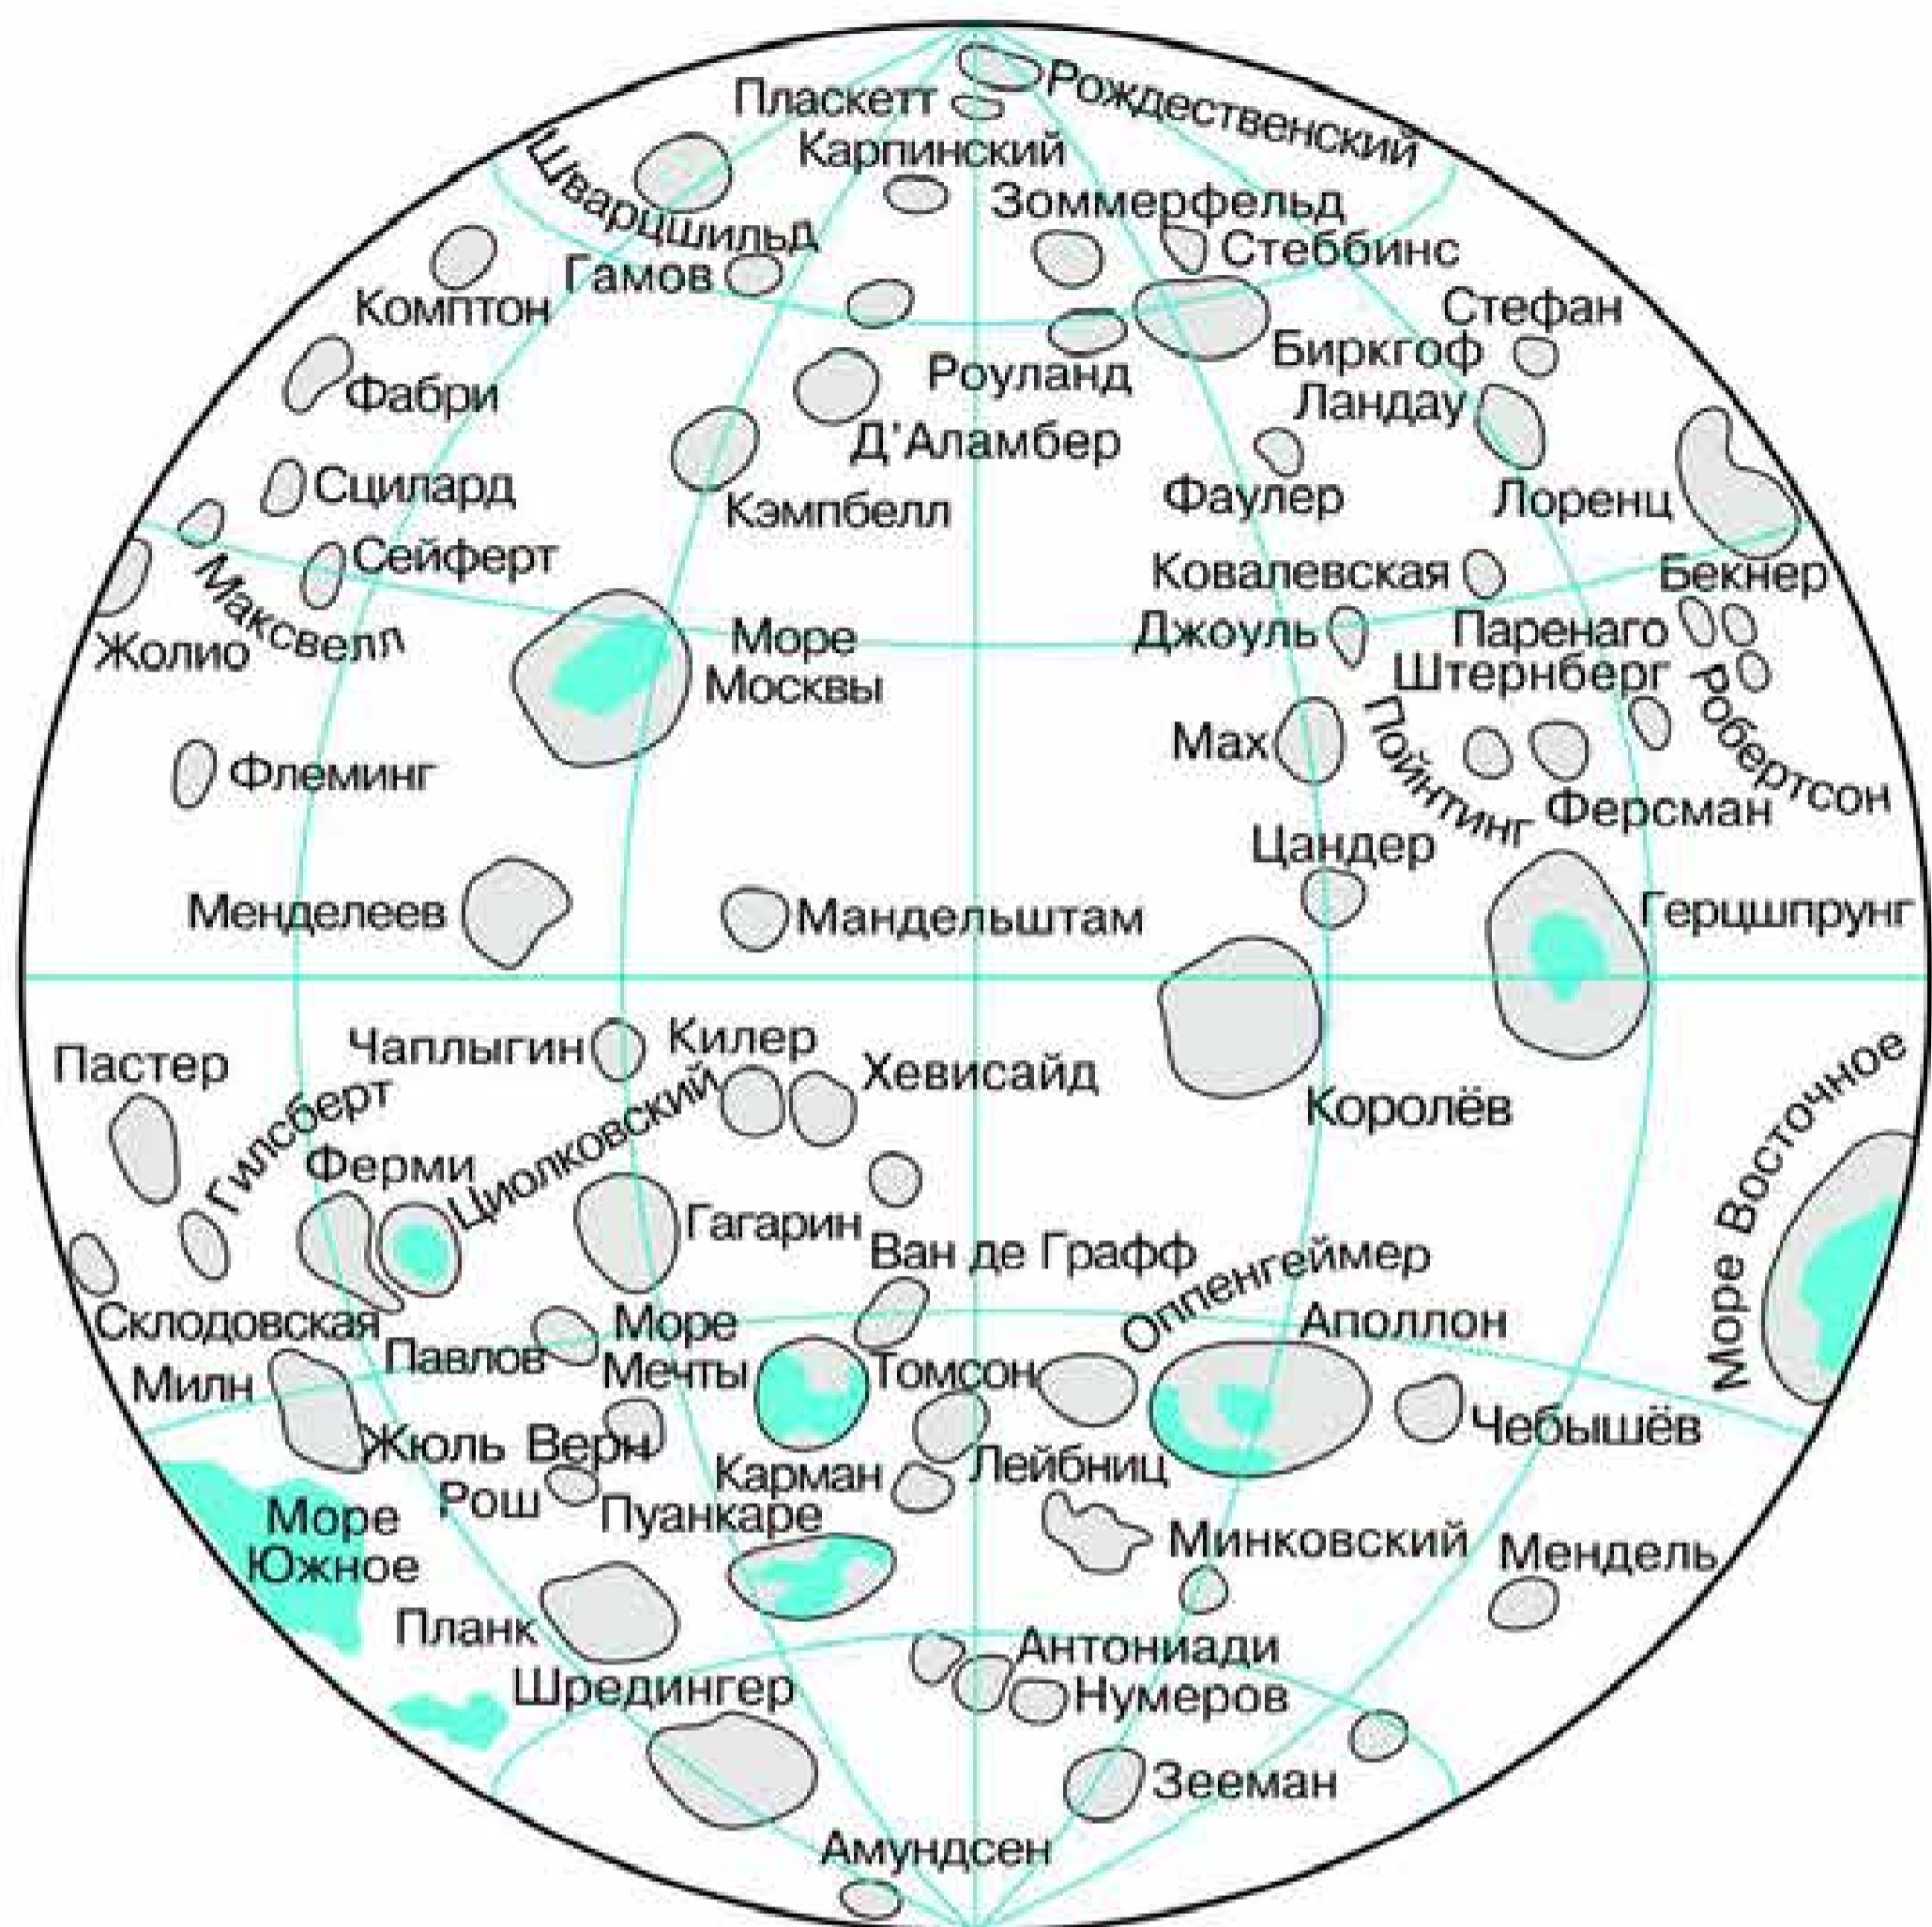 Рождественский
Пласкетт
Карпинский
Шварцшильд
Зоммерфельд
Стеббинс
Гамов
Комптон
Стефан
Биркгоф
Роуланд
Фабри
Ландау
Д'Аламбер
Сцилард
Кэмпбелл
Фаулер
Лоренц
Сейферт
Ковалевская
Бекнер
Максвелл
Жолио
Море
Москвы
Джоуль
Паренаго
Штернберг
Робертсон
Мах
Пойнтинг
Флеминг
Ферсман
Цандер
Менделеев
Мандельштам
Герцшпрунг
Чаплыгин
Килер
Пастер
Хевисайд
Королёв
Гилсберт
Ферми
Циолковский
Гагарин
Море Восточное
Ван де Графф
Оппенгеймер
Аполлон
Склодовская
Павлов
Море
Мечты
Томсон
Милн
Чебышёв
Жюль Верн
Карман
Лейбниц
Рош
Пуанкаре
Море
Южное
Минковский
Мендель
Планк
Антониади
Шредингер
Нумеров
Зееман
Амундсен